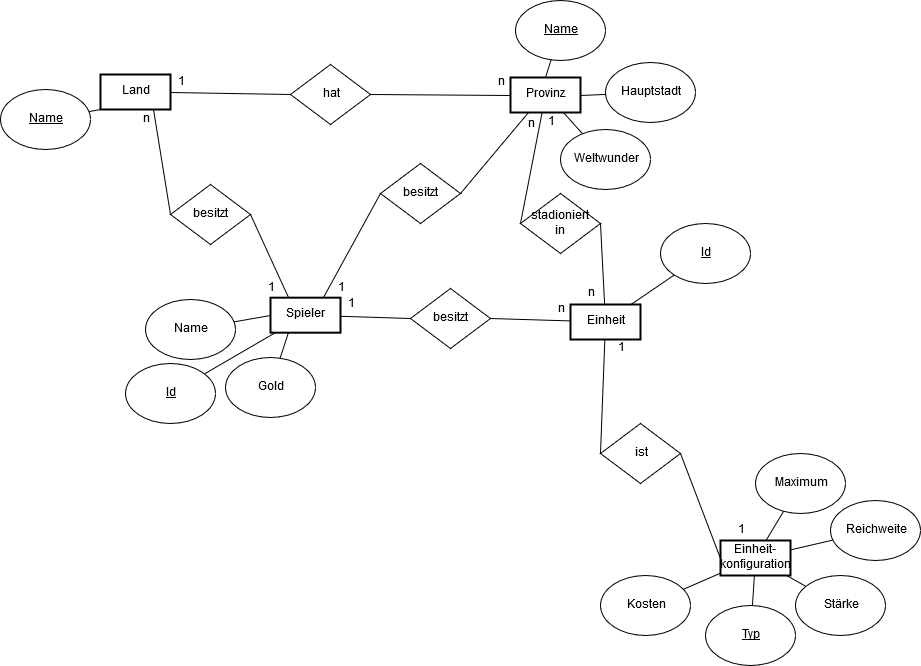 Name
Land
1
hat
n
Provinz
Hauptstadt
Name
n
n
1
Weltwunder
besitzt
besitzt
stadioniert
in
Id
1
1
n
Name
Spieler
1
besitzt
n
Einheit
1
Id
Gold
ist
Maximum
1
Reichweite
Einheit-
konfiguration
Kosten
Typ
Stärke